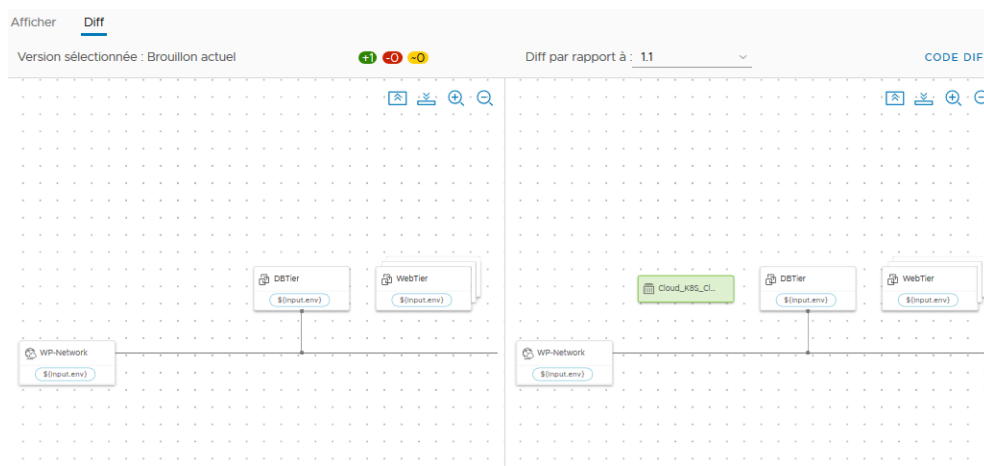 Afficher Diff
Version sélectionnée : Brouillon actuel +1 -0 ~0 Diff par rapport à : 1.1 CODE DIF
DBTier WebTier Cloud_K8S_Cl... DBTier WebTier
${input.env} ${input.env} ${input.env} ${input.env}
WP-Network WP-Network
${input.env} ${input.env}